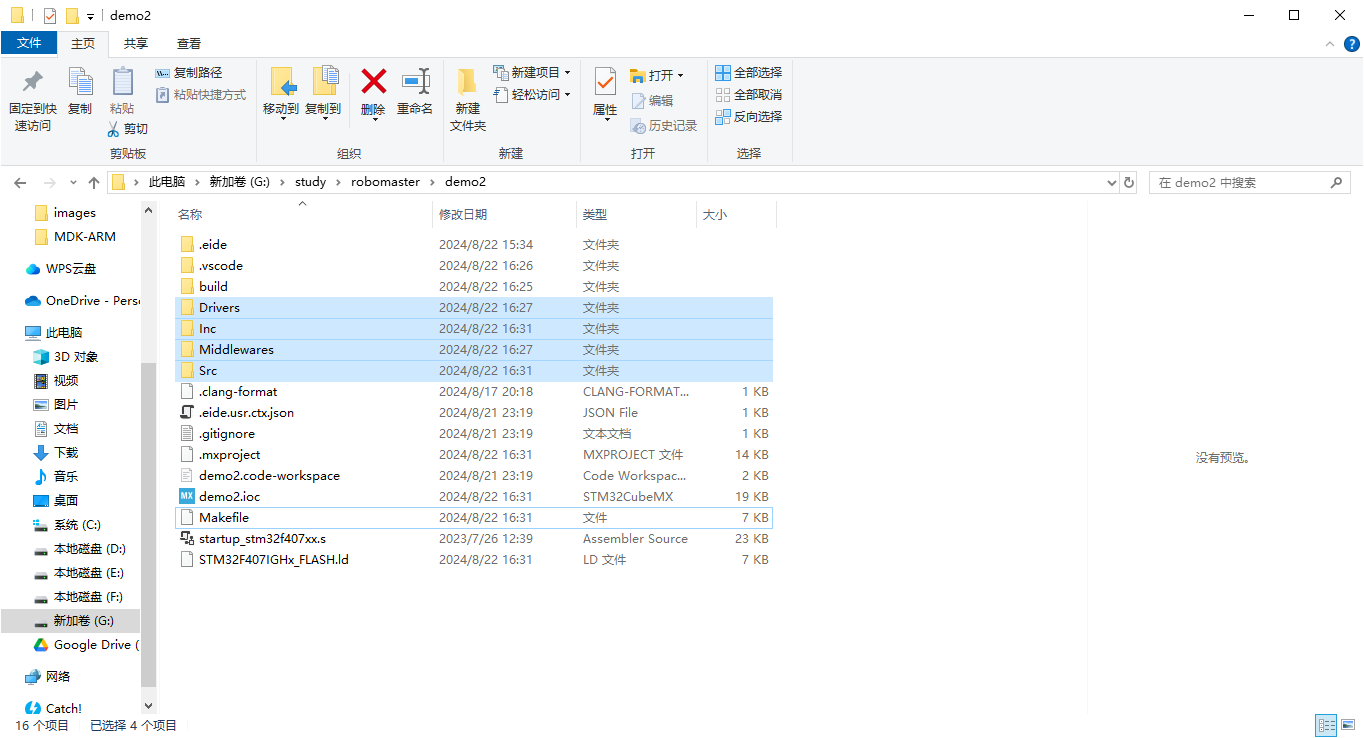 demo2
文件 主页 共享 查看
固定到快速访问
复制
粘贴
复制路径
粘贴快捷方式
剪切
剪贴板
移动到
复制到
删除
重命名
组织
新建文件夹
新建项目
轻松访问
新建
属性
打开
编辑
历史记录
打开
全部选择
全部取消
反向选择
选择
此电脑 新加卷 (G:) study robomaster demo2
在 demo2 中搜索
images
MDK-ARM
WPS云盘
OneDrive - Pers
此电脑
3D 对象
视频
图片
文档
下载
音乐
桌面
系统 (C:)
本地磁盘 (D:)
本地磁盘 (E:)
本地磁盘 (F:)
新加卷 (G:)
Google Drive (
网络
Catch!
名称 修改日期 类型 大小
.eide 2024/8/22 15:34 文件夹
.vscode 2024/8/22 16:26 文件夹
build 2024/8/22 16:25 文件夹
Drivers 2024/8/22 16:27 文件夹
Inc 2024/8/22 16:31 文件夹
Middlewares 2024/8/22 16:27 文件夹
Src 2024/8/22 16:31 文件夹
.clang-format 2024/8/17 20:18 CLANG-FORMAT... 1 KB
.eide.usr.ctx.json 2024/8/21 23:19 JSON File 1 KB
.gitignore 2024/8/21 23:19 文本文档 1 KB
.mxproject 2024/8/22 16:31 MXPROJECT 文件 14 KB
demo2.code-workspace 2024/8/21 23:19 Code Workspac... 2 KB
MX demo2.ioc 2024/8/22 16:31 STM32CubeMX 19 KB
Makefile 2024/8/22 16:31 文件 7 KB
startup_stm32f407xx.s 2023/7/26 12:39 Assembler Source 23 KB
STM32F407IGHx_FLASH.ld 2024/8/22 16:31 LD 文件 7 KB
没有预览。
16 个项目 已选择 4 个项目